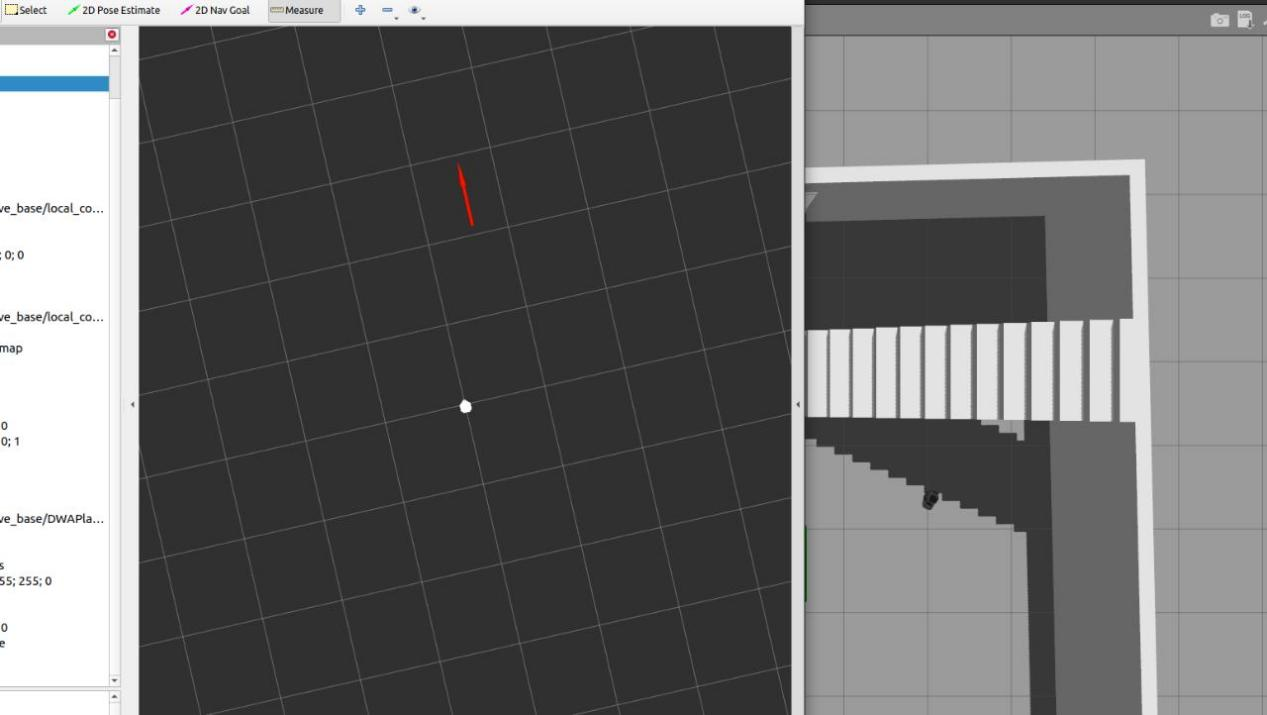 Select 2D Pose Estimate 2D Nav Goal Measure
ve_base/local_co...
; 0; 0
ve_base/local_co...
map
0
0; 1
ve_base/DWAPla...
s
55; 255; 0
0
e